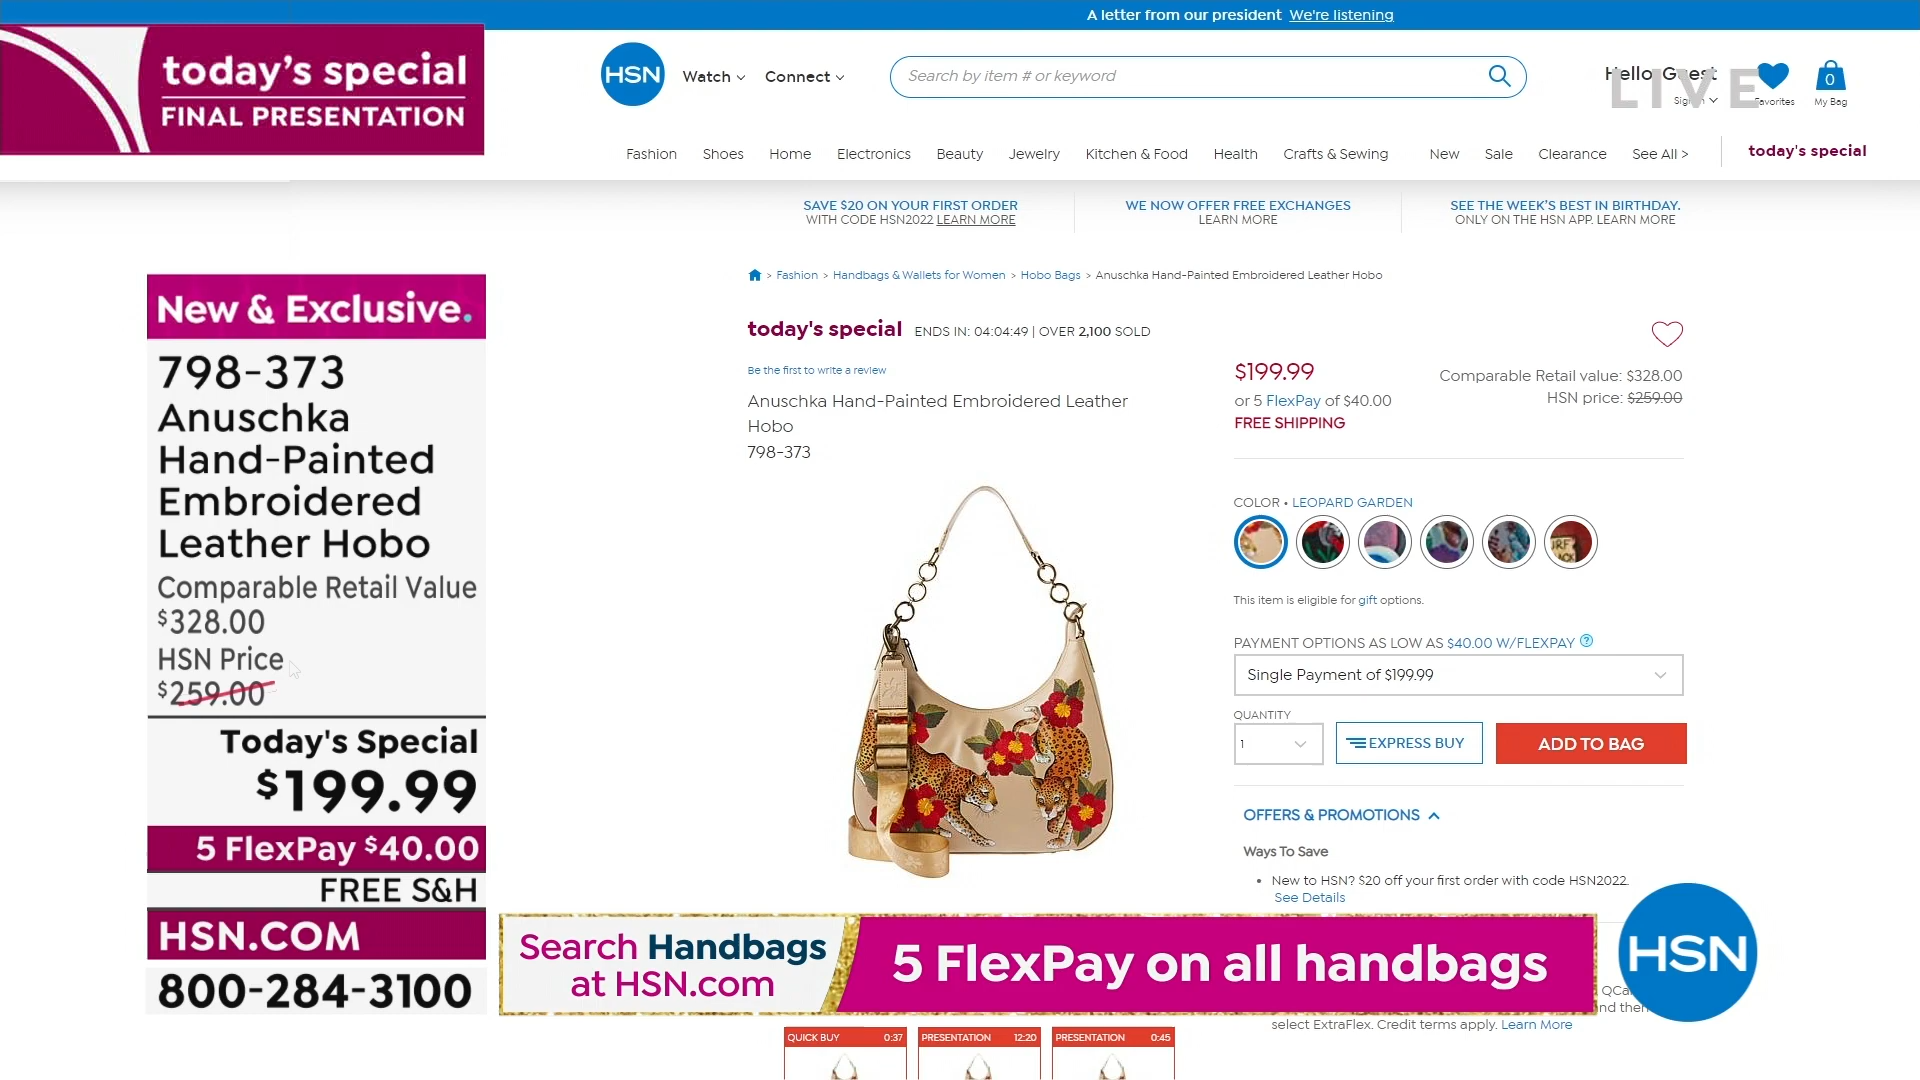 A letter from our president We're listening
today's special
FINAL PRESENTATION
HSN
Watch
Connect
Search by item # or keyword
Hello, Guest
LIVE
Favorites
0
My Bag
Fashion Shoes Home Electronics Beauty Jewelry Kitchen & Food Health Crafts & Sewing New Sale Clearance See All > today's special
SAVE $20 ON YOUR FIRST ORDER
WITH CODE HSN2022 LEARN MORE
WE NOW OFFER FREE EXCHANGES
LEARN MORE
SEE THE WEEK'S BEST IN BIRTHDAY.
ONLY ON THE HSN APP. LEARN MORE
> Fashion > Handbags & Wallets for Women > Hobo Bags > Anuschka Hand-Painted Embroidered Leather Hobo
New & Exclusive.
798-373
Anuschka
Hand-Painted
Embroidered
Leather Hobo
Comparable Retail Value
$328.00
HSN Price
$259.00
Today's Special
$199.99
5 FlexPay $40.00
FREE S&H
HSN.COM
800-284-3100
today's special ENDS IN: 04:04:49 | OVER 2,100 SOLD
Be the first to write a review
Anuschka Hand-Painted Embroidered Leather
Hobo
798-373
$199.99
or 5 FlexPay of $40.00
FREE SHIPPING
Comparable Retail value: $328.00
HSN price: $259.00
COLOR • LEOPARD GARDEN
This item is eligible for gift options.
PAYMENT OPTIONS AS LOW AS $40.00 W/FLEXPAY ?
Single Payment of $199.99
QUANTITY
1
EXPRESS BUY
ADD TO BAG
OFFERS & PROMOTIONS
Ways To Save
• New to HSN? $20 off your first order with code HSN2022.
See Details
Search Handbags
at HSN.com
5 FlexPay on all handbags
HSN
select ExtraFlex. Credit terms apply. Learn More
QUICK BUY 0:37
PRESENTATION 12:20
PRESENTATION 0:45